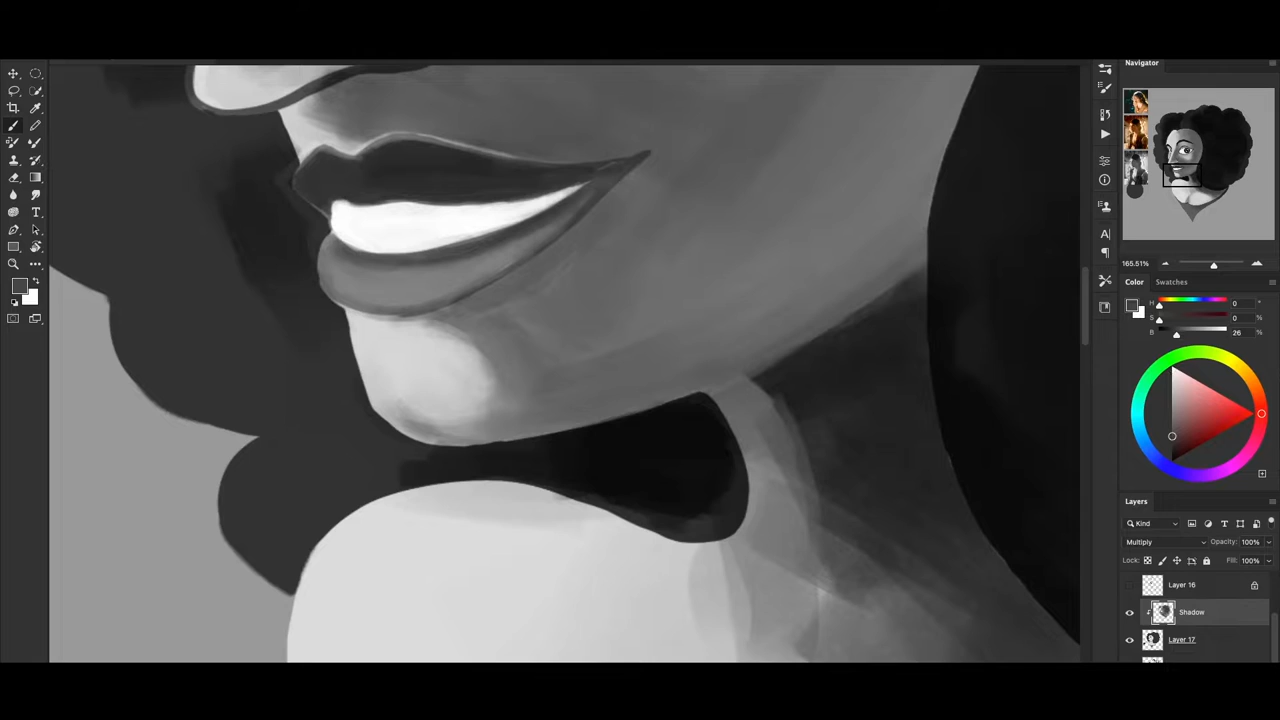 Navigator
165.51%
Color Swatches
H 0 °
S 0 %
B 26 %
Layers
Kind
Multiply Opacity: 100%
Lock: Fill: 100%
Layer 16
Shadow
Layer 17